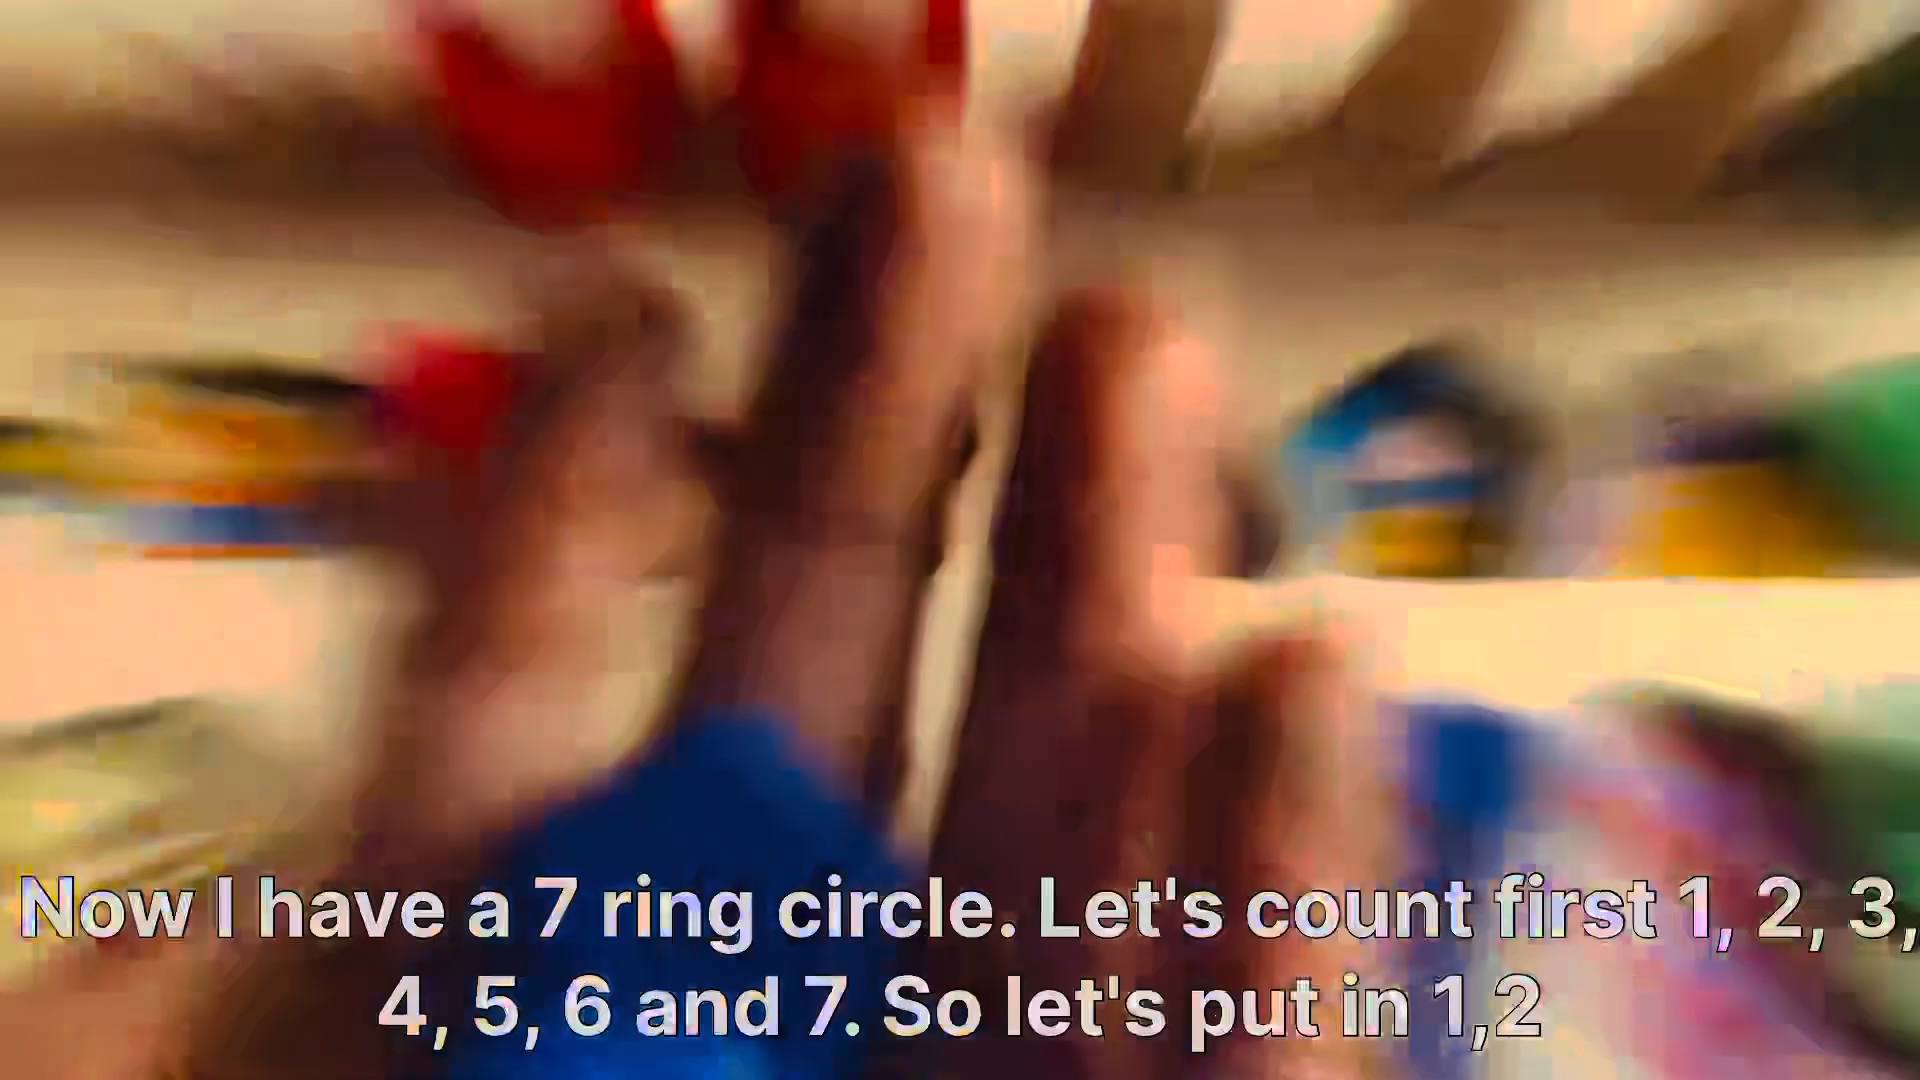 Now I have a 7 ring circle. Let's count first 1, 2, 3,
4, 5, 6 and 7. So let's put in 1,2